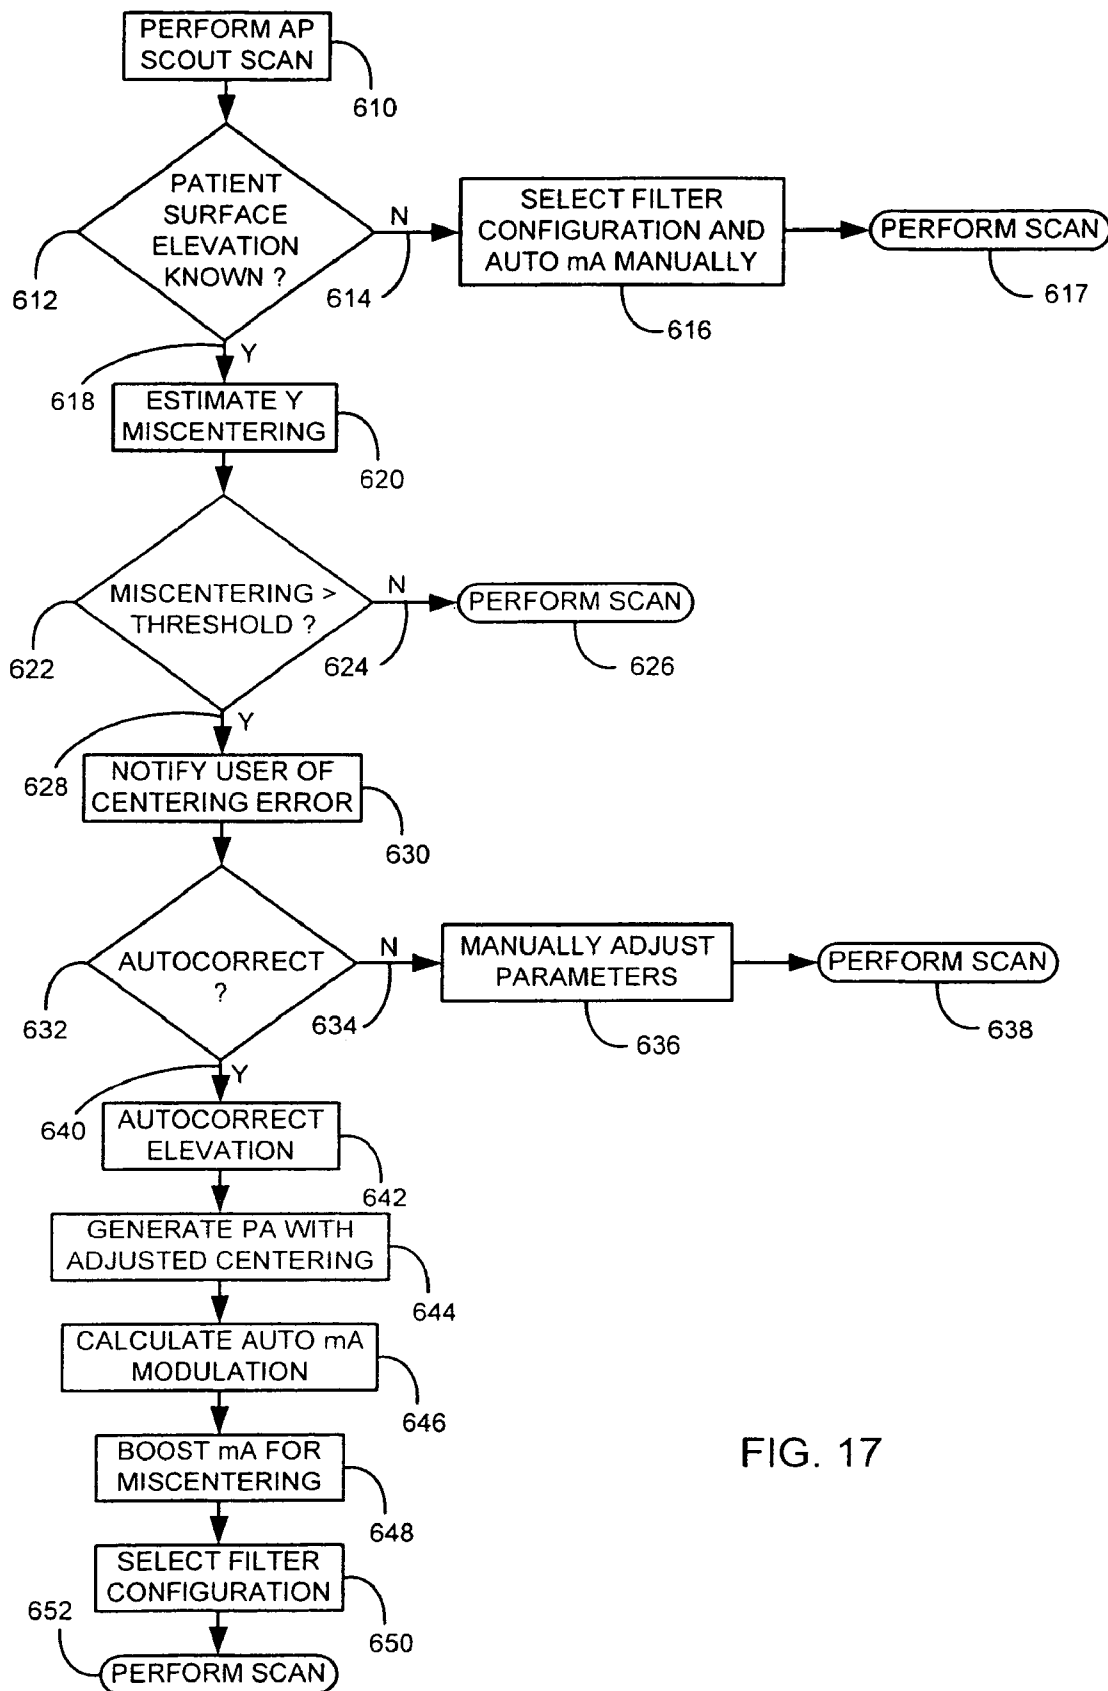 PERFORM AP
SCOUT SCAN
610
PATIENT
SURFACE
ELEVATION
KNOWN ?
612
N
614
SELECT FILTER
CONFIGURATION AND
AUTO mA MANUALLY
616
PERFORM SCAN
617
Y
618
ESTIMATE Y
MISCENTERING
620
MISCENTERING >
THRESHOLD ?
622
N
624
PERFORM SCAN
626
Y
628
NOTIFY USER OF
CENTERING ERROR
630
AUTOCORRECT
?
632
N
634
MANUALLY ADJUST
PARAMETERS
636
PERFORM SCAN
638
Y
640
AUTOCORRECT
ELEVATION
642
GENERATE PA WITH
ADJUSTED CENTERING
644
CALCULATE AUTO mA
MODULATION
646
BOOST mA FOR
MISCENTERING
648
SELECT FILTER
CONFIGURATION
650
652
PERFORM SCAN
FIG. 17